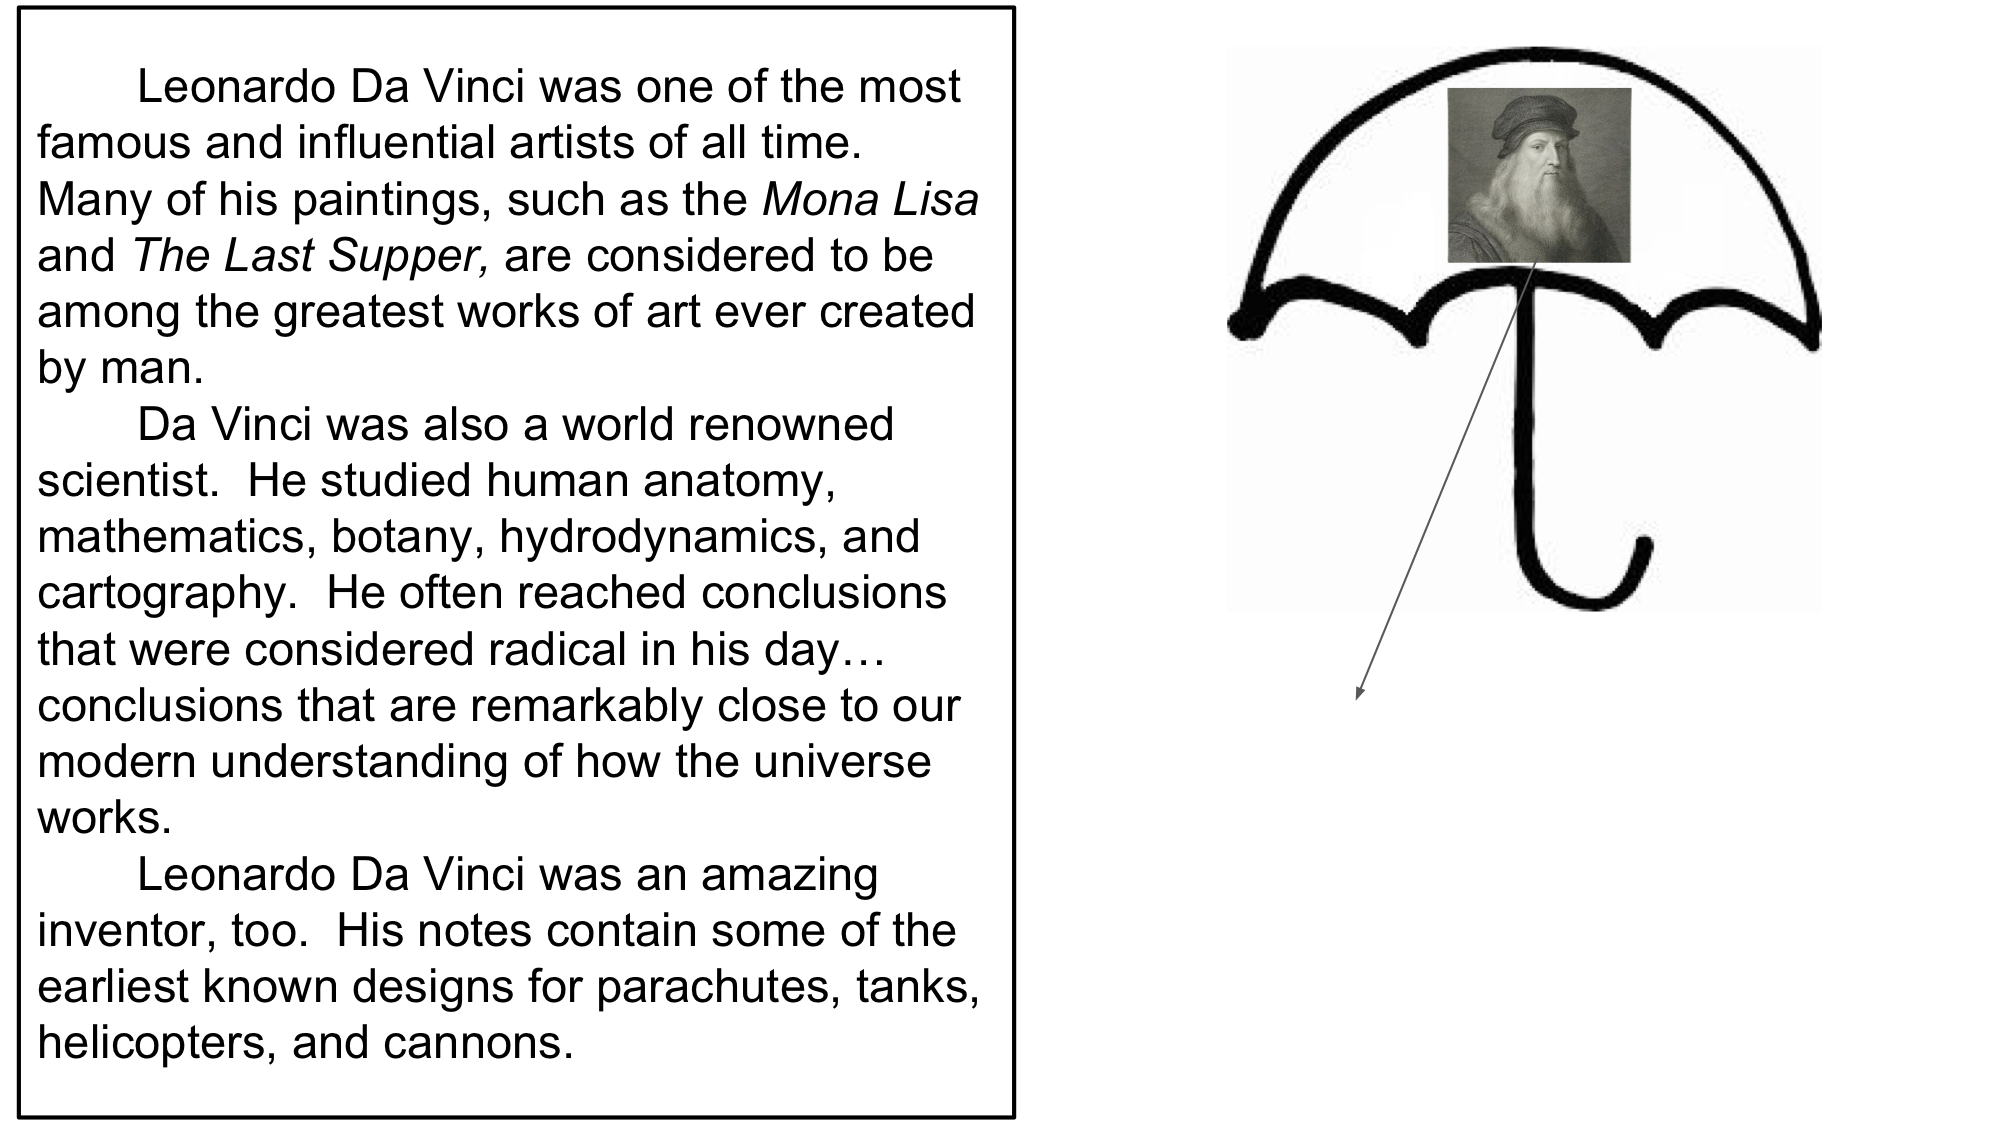 Leonardo Da Vinci was one of the most
famous and influential artists of all time.
Many of his paintings, such as the Mona Lisa
and The Last Supper, are considered to be
among the greatest works of art ever created
by man.
Da Vinci was also a world renowned
scientist.  He studied human anatomy,
mathematics, botany, hydrodynamics, and
cartography.  He often reached conclusions
that were considered radical in his day…
conclusions that are remarkably close to our
modern understanding of how the universe
works.
Leonardo Da Vinci was an amazing
inventor, too.  His notes contain some of the
earliest known designs for parachutes, tanks,
helicopters, and cannons.